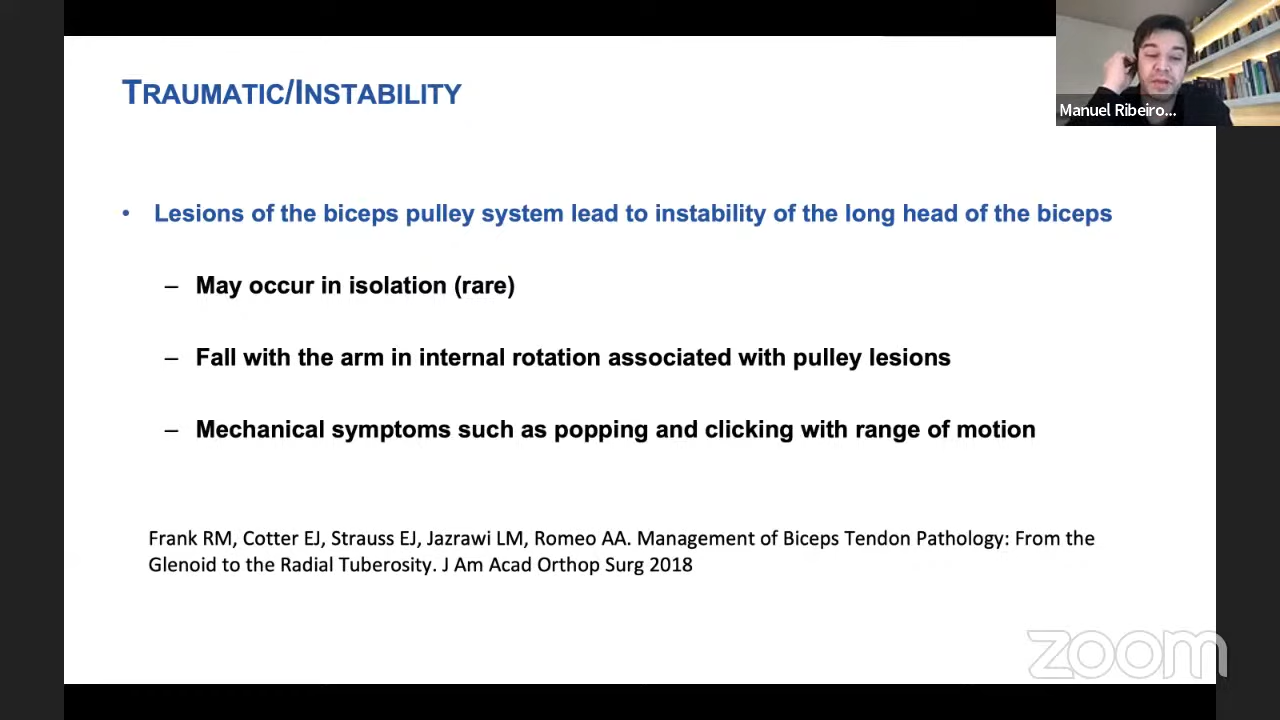 TRAUMATIC/INSTABILITY
Manuel Ribeiro...
• Lesions of the biceps pulley system lead to instability of the long head of the biceps
– May occur in isolation (rare)
– Fall with the arm in internal rotation associated with pulley lesions
– Mechanical symptoms such as popping and clicking with range of motion
Frank RM, Cotter EJ, Strauss EJ, Jazrawi LM, Romeo AA. Management of Biceps Tendon Pathology: From the
Glenoid to the Radial Tuberosity. J Am Acad Orthop Surg 2018
zoom